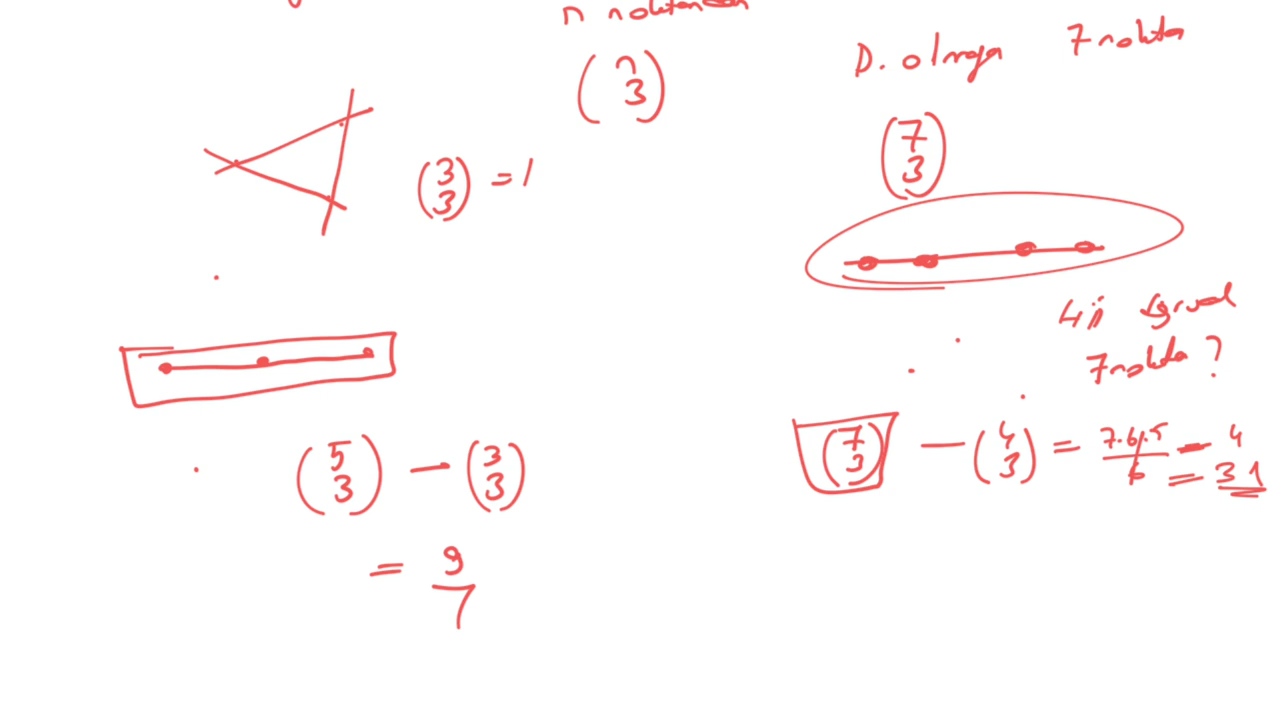 n noktadan
(n 3)
(3 3) = 1
(5 3) - (3 3)
= 9
D. olmayan 7 nokta
(7 3)
4ü doğrusal
7 nokta ?
(7 3) - (4 3) = 7.6.5 / 6 - 4
= 31